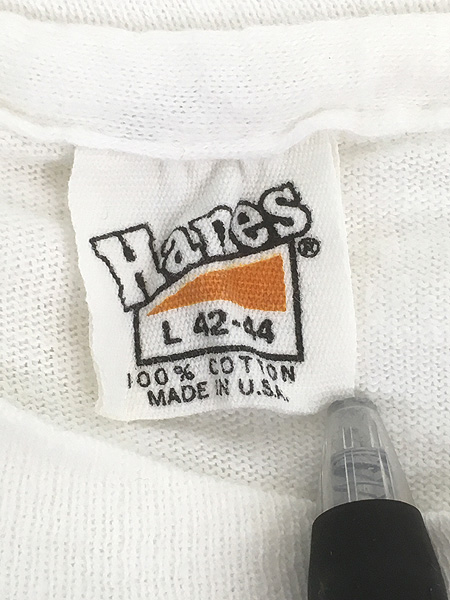 Hanes ®
L 42-44
100% COTTON
MADE IN U.S.A.